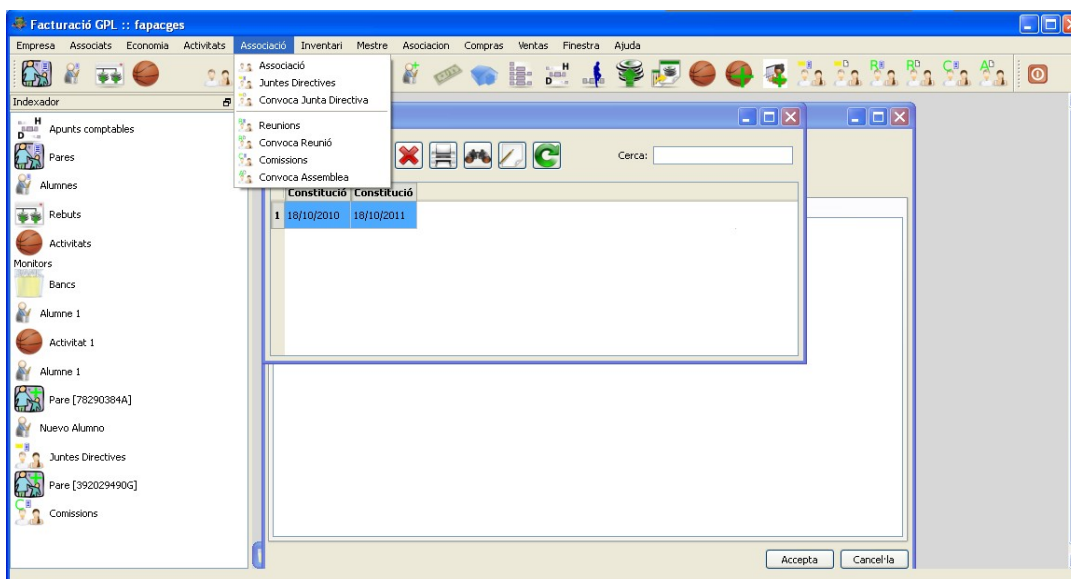 Facturació GPL :: fapacges
Empresa Associats Economia Activitats Associació Inventari Mestre Asociacion Compras Ventas Finestra Ajuda
Associació
Juntes Directives
Convoca Junta Directiva
Reunions
Convoca Reunió
Comissions
Convoca Assemblea
Indexador
Apunts comptables
Pares
Alumnes
Rebuts
Activitats
Monitors
Bancs
Alumne 1
Activitat 1
Alumne 1
Pare [78290384A]
Nuevo Alumno
Juntes Directives
Pare [392029490G]
Comissions
Cerca:
Constitució Constitució
1 18/10/2010 18/10/2011
Accepta Cancel·la